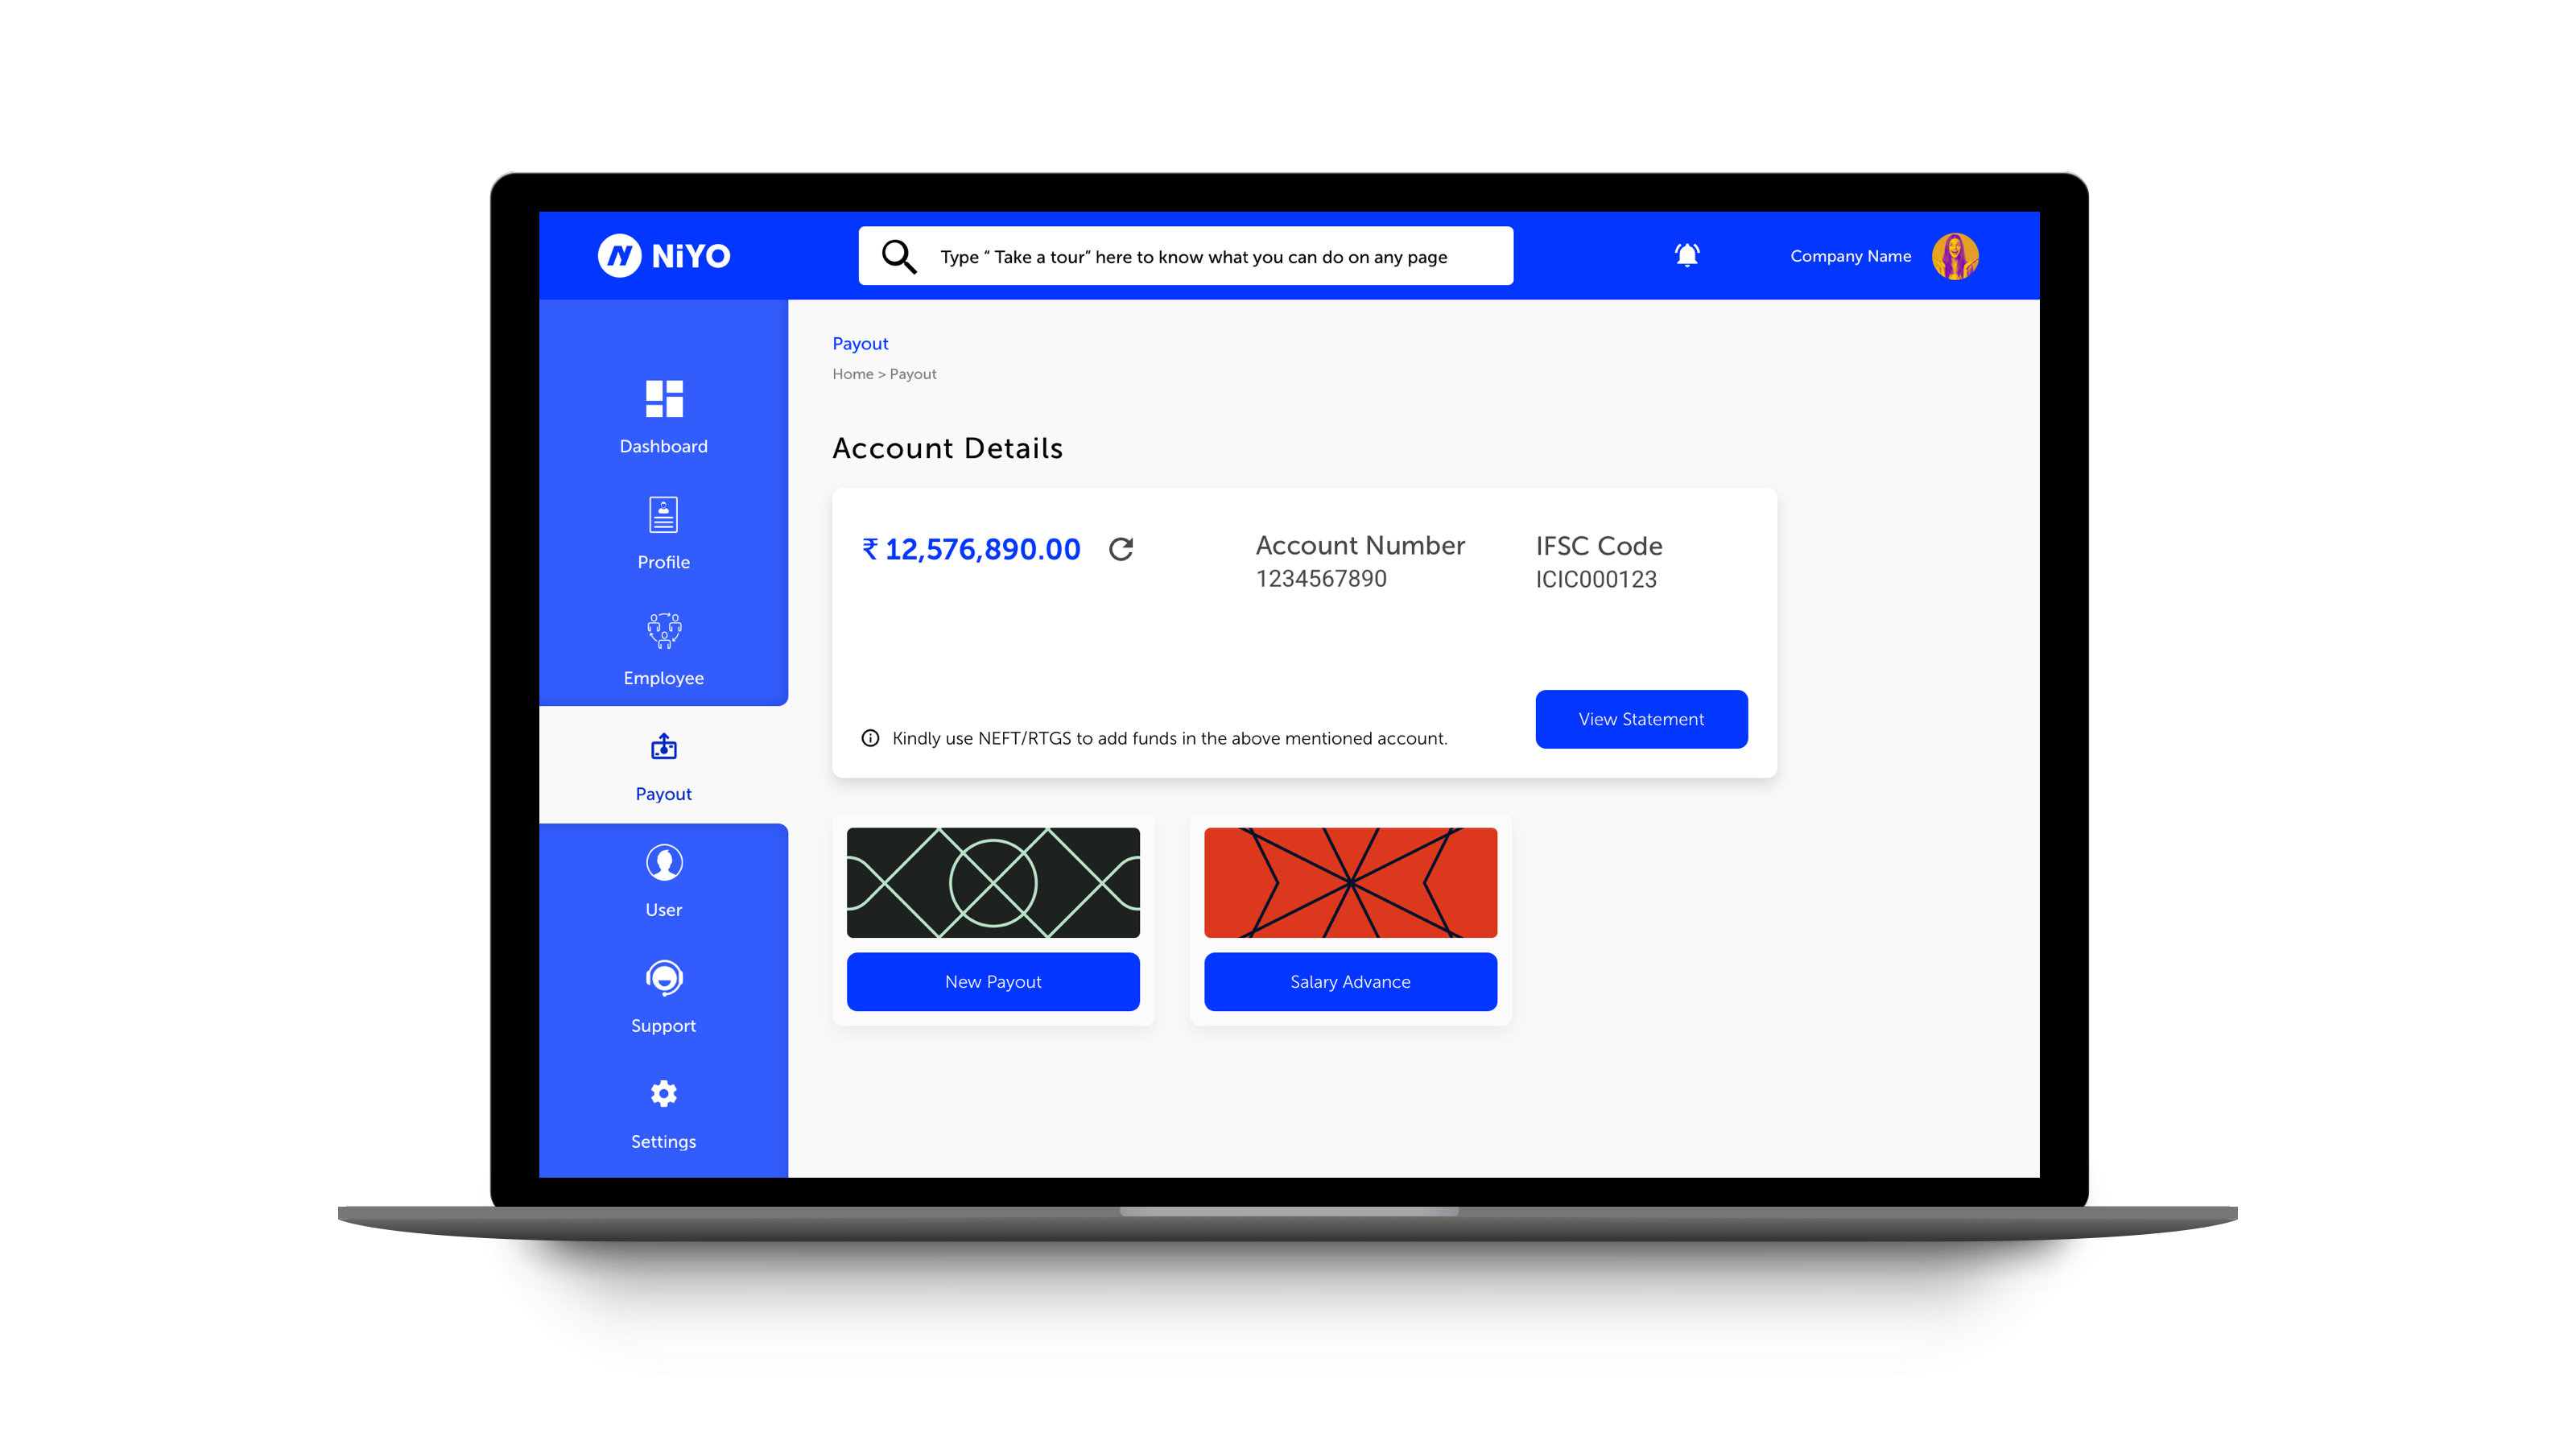 NiYO
Type “ Take a tour” here to know what you can do on any page
Company Name
Dashboard
Profile
Employee
Payout
User
Support
Settings
Payout
Home > Payout
Account Details
₹ 12,576,890.00
Account Number
1234567890
IFSC Code
ICIC000123
Kindly use NEFT/RTGS to add funds in the above mentioned account.
View Statement
New Payout
Salary Advance